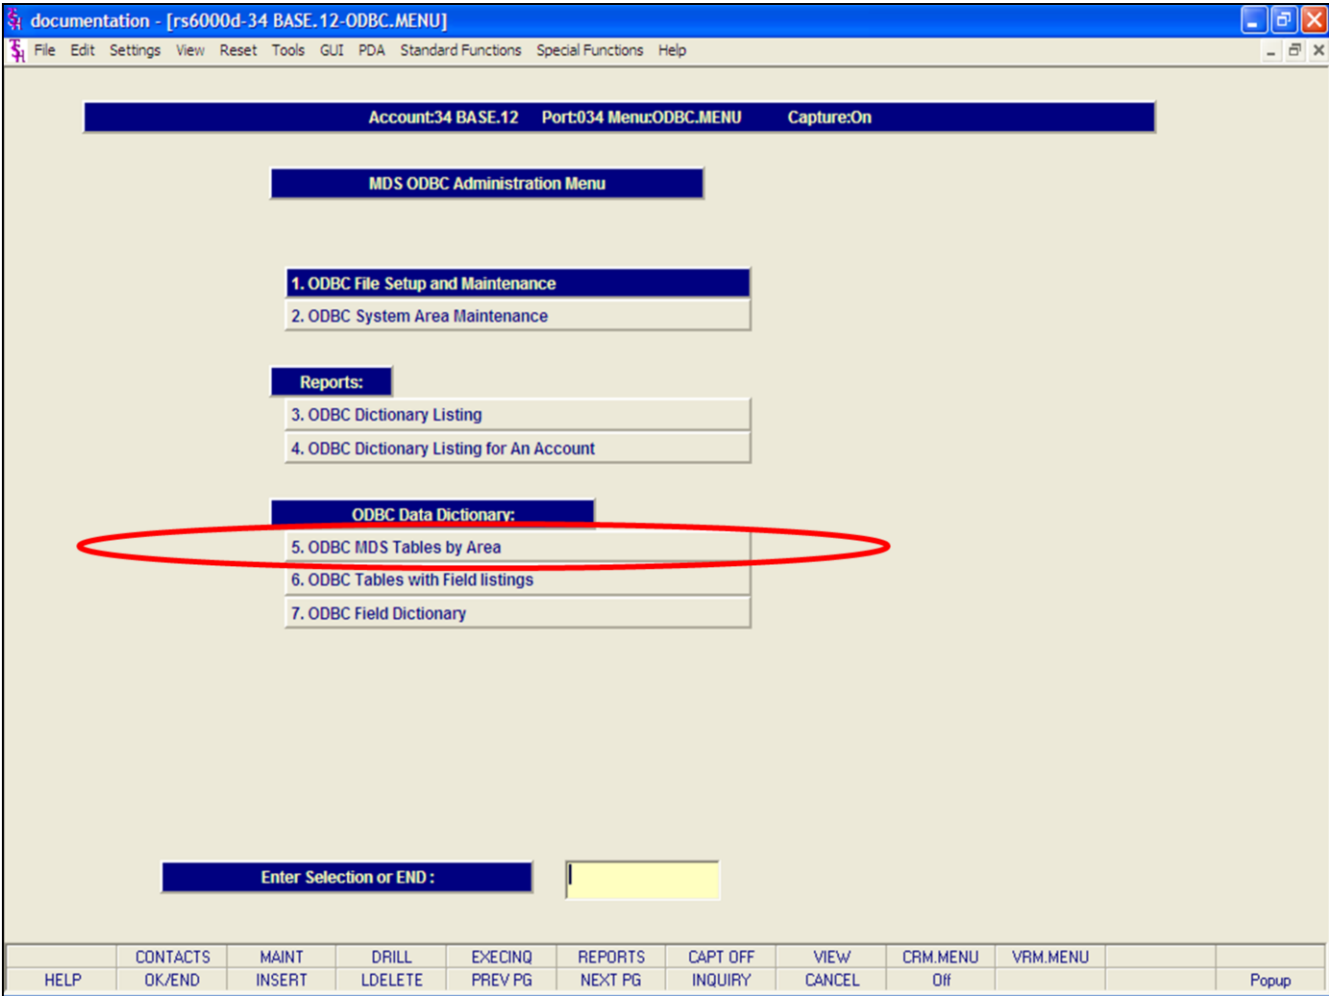 documentation - [rs6000d-34 BASE.12-ODBC.MENU]
File Edit Settings View Reset Tools GUI PDA Standard Functions Special Functions Help
Account:34 BASE.12 Port:034 Menu:ODBC.MENU Capture:On
MDS ODBC Administration Menu
1. ODBC File Setup and Maintenance
2. ODBC System Area Maintenance
Reports:
3. ODBC Dictionary Listing
4. ODBC Dictionary Listing for An Account
ODBC Data Dictionary:
5. ODBC MDS Tables by Area
6. ODBC Tables with Field listings
7. ODBC Field Dictionary
Enter Selection or END :
CONTACTS MAINT DRILL EXECINQ REPORTS CAPT OFF VIEW CRM.MENU VRM.MENU
HELP OK/END INSERT LDELETE PREV PG NEXT PG INQUIRY CANCEL Off Popup